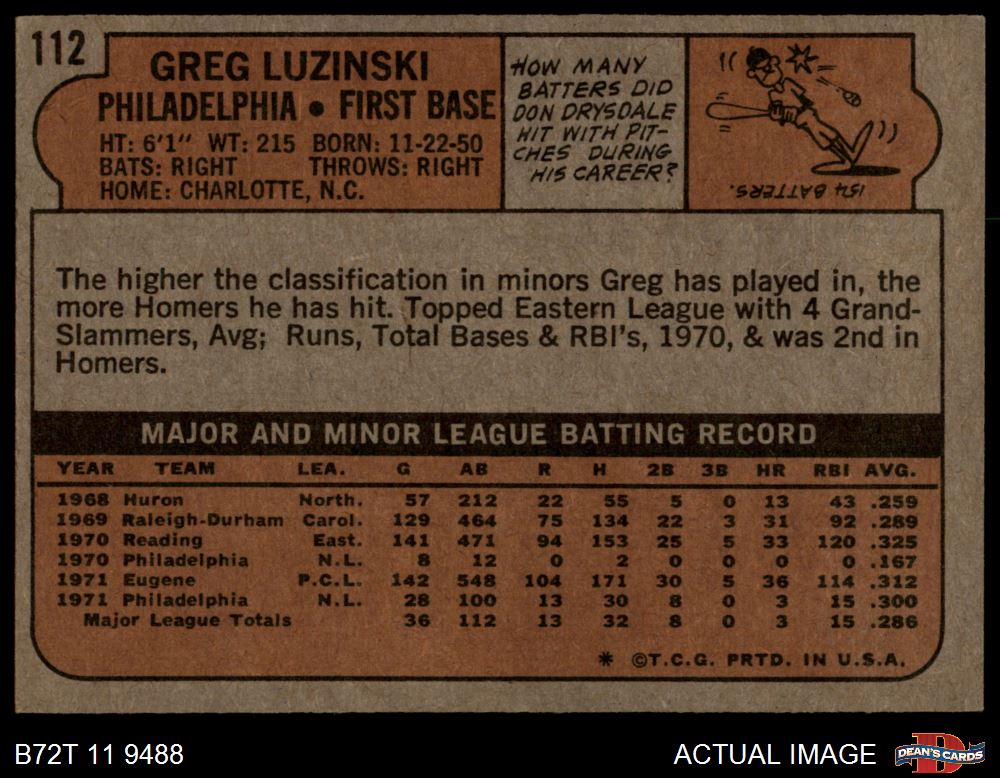 112
GREG LUZINSKI
PHILADELPHIA • FIRST BASE
HT: 6'1" WT: 215 BORN: 11-22-50
BATS: RIGHT THROWS: RIGHT
HOME: CHARLOTTE, N.C.
HOW MANY
BATTERS DID
DON DRYSDALE
HIT WITH PIT-
CHES DURING
HIS CAREER?
154 BATTERS.
The higher the classification in minors Greg has played in, the
more Homers he has hit. Topped Eastern League with 4 Grand-
Slammers, Avg; Runs, Total Bases & RBI's, 1970, & was 2nd in
Homers.
MAJOR AND MINOR LEAGUE BATTING RECORD
YEAR TEAM LEA. G AB R H 2B 3B HR RBI AVG.
1968 Huron North. 57 212 22 55 5 0 13 43 .259
1969 Raleigh-Durham Carol. 129 464 75 134 22 3 31 92 .289
1970 Reading East. 141 471 94 153 25 5 33 120 .325
1970 Philadelphia N.L. 8 12 0 2 0 0 0 0 .167
1971 Eugene P.C.L. 142 548 104 171 30 5 36 114 .312
1971 Philadelphia N.L. 28 100 13 30 8 0 3 15 .300
Major League Totals 36 112 13 32 8 0 3 15 .286
* ©T.C.G. PRTD. IN U.S.A.
B72T 11 9488
ACTUAL IMAGE
DEAN'S CARDS